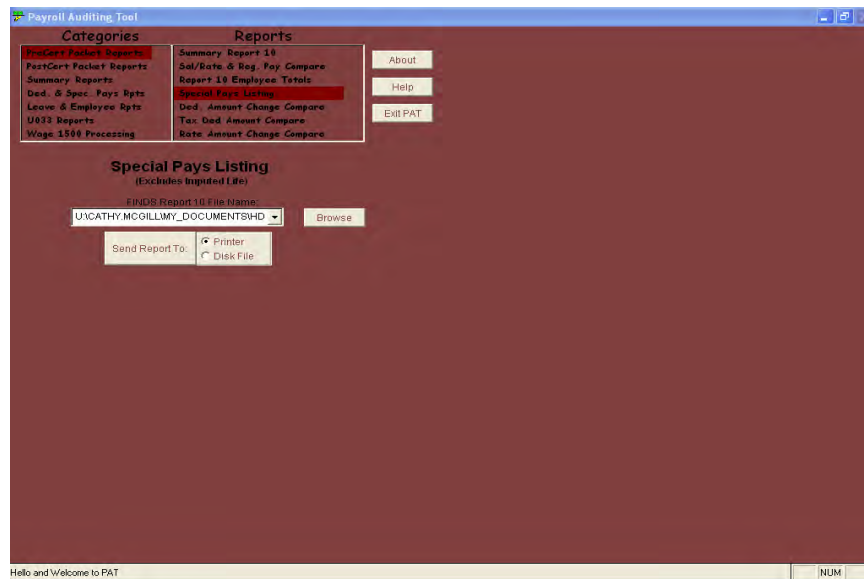 Payroll Auditing Tool
Categories
Reports
PreCert Packet Reports
PostCert Packet Reports
Summary Reports
Ded. & Spec. Pays Rpts
Leave & Employee Rpts
U033 Reports
Wage 1500 Processing
Summary Report 10
Sal/Rate & Reg. Pay Compare
Report 10 Employee Totals
Special Pays Listing
Ded. Amount Change Compare
Tax Ded Amount Compare
Rate Amount Change Compare
About
Help
Exit PAT
Special Pays Listing
(Excludes Imputed Life)
FINDS Report 10 File Name:
U:\CATHY.MCGILL\MY_DOCUMENTS\HD
Browse
Send Report To:
Printer
Disk File
Hello and Welcome to PAT
NUM